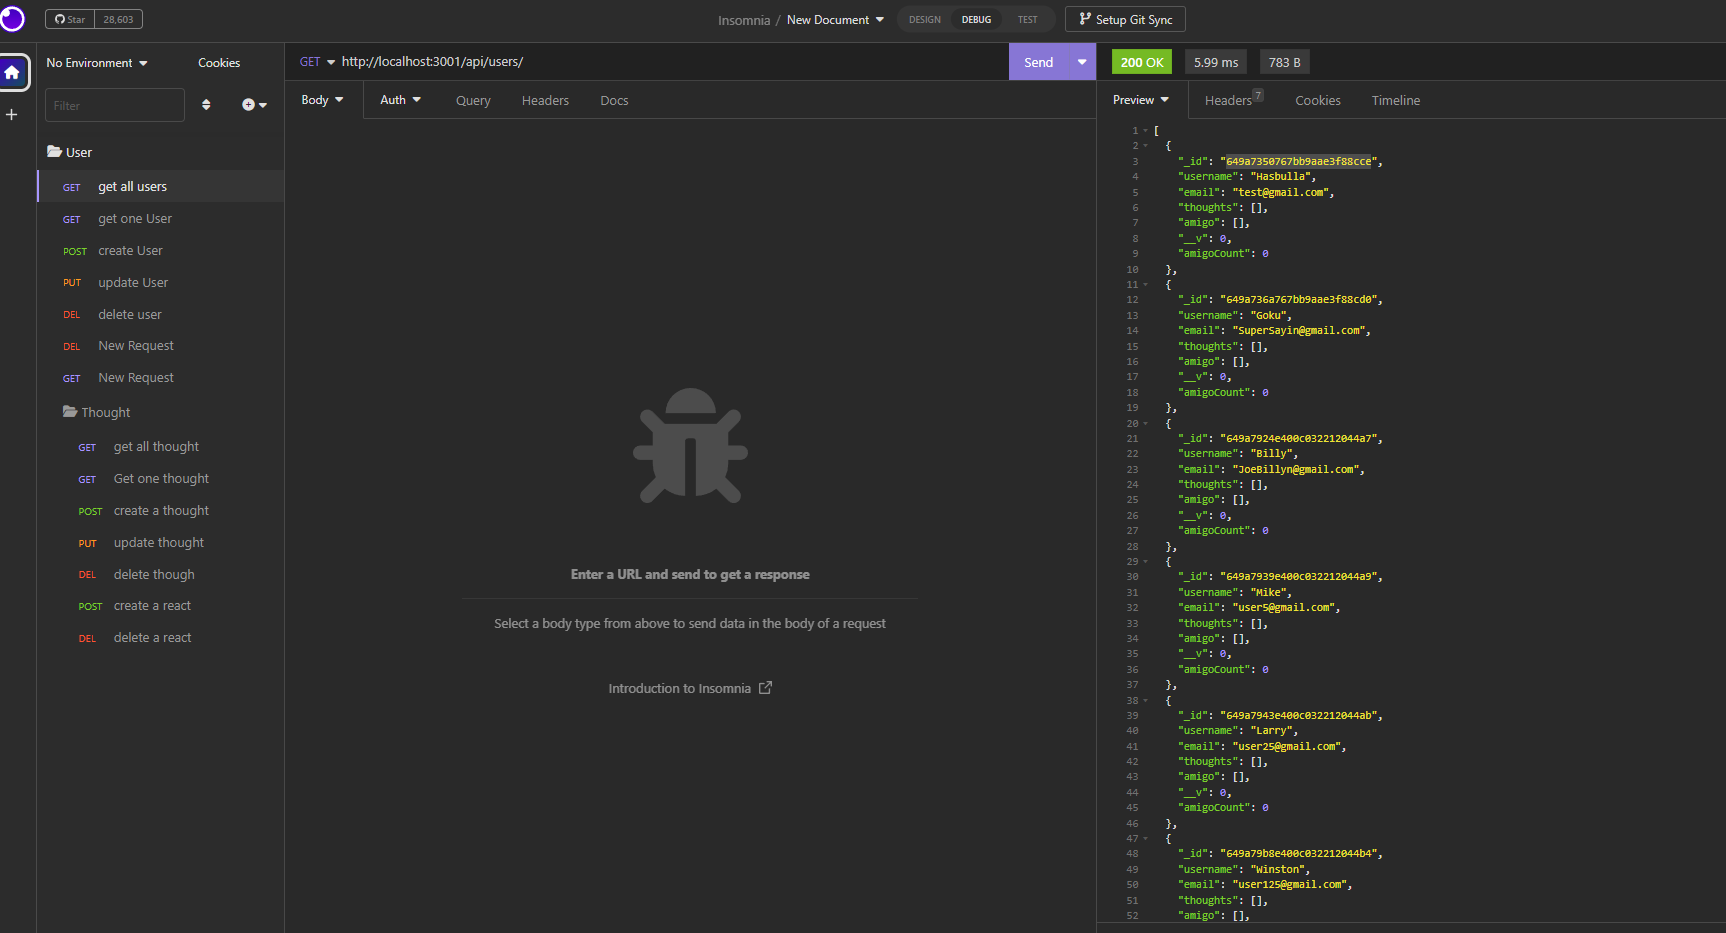 Star 28,603
Insomnia / New Document
DESIGN DEBUG TEST
Setup Git Sync
No Environment Cookies
Filter
User
GET get all users
GET get one User
POST create User
PUT update User
DEL delete user
DEL New Request
GET New Request
Thought
GET get all thought
GET Get one thought
POST create a thought
PUT update thought
DEL delete though
POST create a react
DEL delete a react
GET http://localhost:3001/api/users/ Send
Body Auth Query Headers Docs
Enter a URL and send to get a response
Select a body type from above to send data in the body of a request
Introduction to Insomnia
200 OK 5.99 ms 783 B
Preview Headers 7 Cookies Timeline
1 [
2 {
3 "_id": "649a7350767bb9aae3f88cce",
4 "username": "Hasbulla",
5 "email": "test@gmail.com",
6 "thoughts": [],
7 "amigo": [],
8 "__v": 0,
9 "amigoCount": 0
10 },
11 {
12 "_id": "649a736a767bb9aae3f88cd0",
13 "username": "Goku",
14 "email": "SuperSayin@gmail.com",
15 "thoughts": [],
16 "amigo": [],
17 "__v": 0,
18 "amigoCount": 0
19 },
20 {
21 "_id": "649a7924e400c032212044a7",
22 "username": "Billy",
23 "email": "JoeBillyn@gmail.com",
24 "thoughts": [],
25 "amigo": [],
26 "__v": 0,
27 "amigoCount": 0
28 },
29 {
30 "_id": "649a7939e400c032212044a9",
31 "username": "Mike",
32 "email": "user5@gmail.com",
33 "thoughts": [],
34 "amigo": [],
35 "__v": 0,
36 "amigoCount": 0
37 },
38 {
39 "_id": "649a7943e400c032212044ab",
40 "username": "Larry",
41 "email": "user25@gmail.com",
42 "thoughts": [],
43 "amigo": [],
44 "__v": 0,
45 "amigoCount": 0
46 },
47 {
48 "_id": "649a79b8e400c032212044b4",
49 "username": "Winston",
50 "email": "user125@gmail.com",
51 "thoughts": [],
52 "amigo": [],